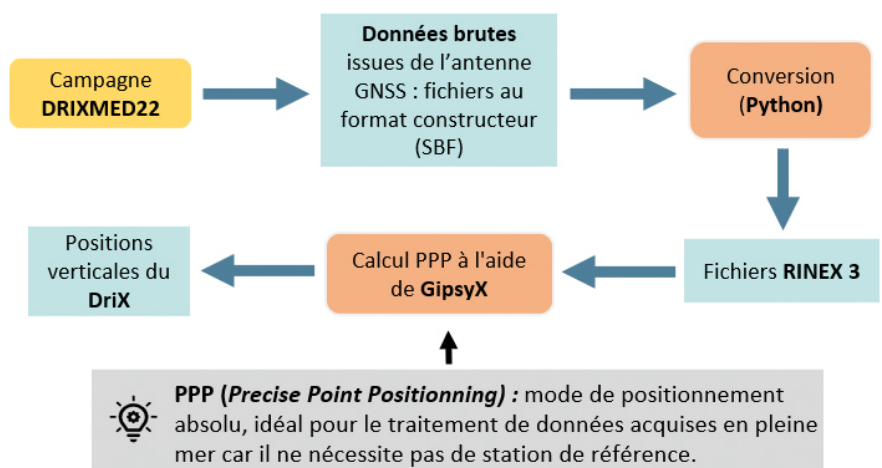 Campagne
DRIXMED22
Données brutes
issues de l'antenne
GNSS : fichiers au
format constructeur
(SBF)
Conversion
(Python)
Fichiers RINEX 3
Calcul PPP à l'aide
de GipsyX
Positions
verticales du
DriX
PPP (Precise Point Positionning) : mode de positionnement
absolu, idéal pour le traitement de données acquises en pleine
mer car il ne nécessite pas de station de référence.